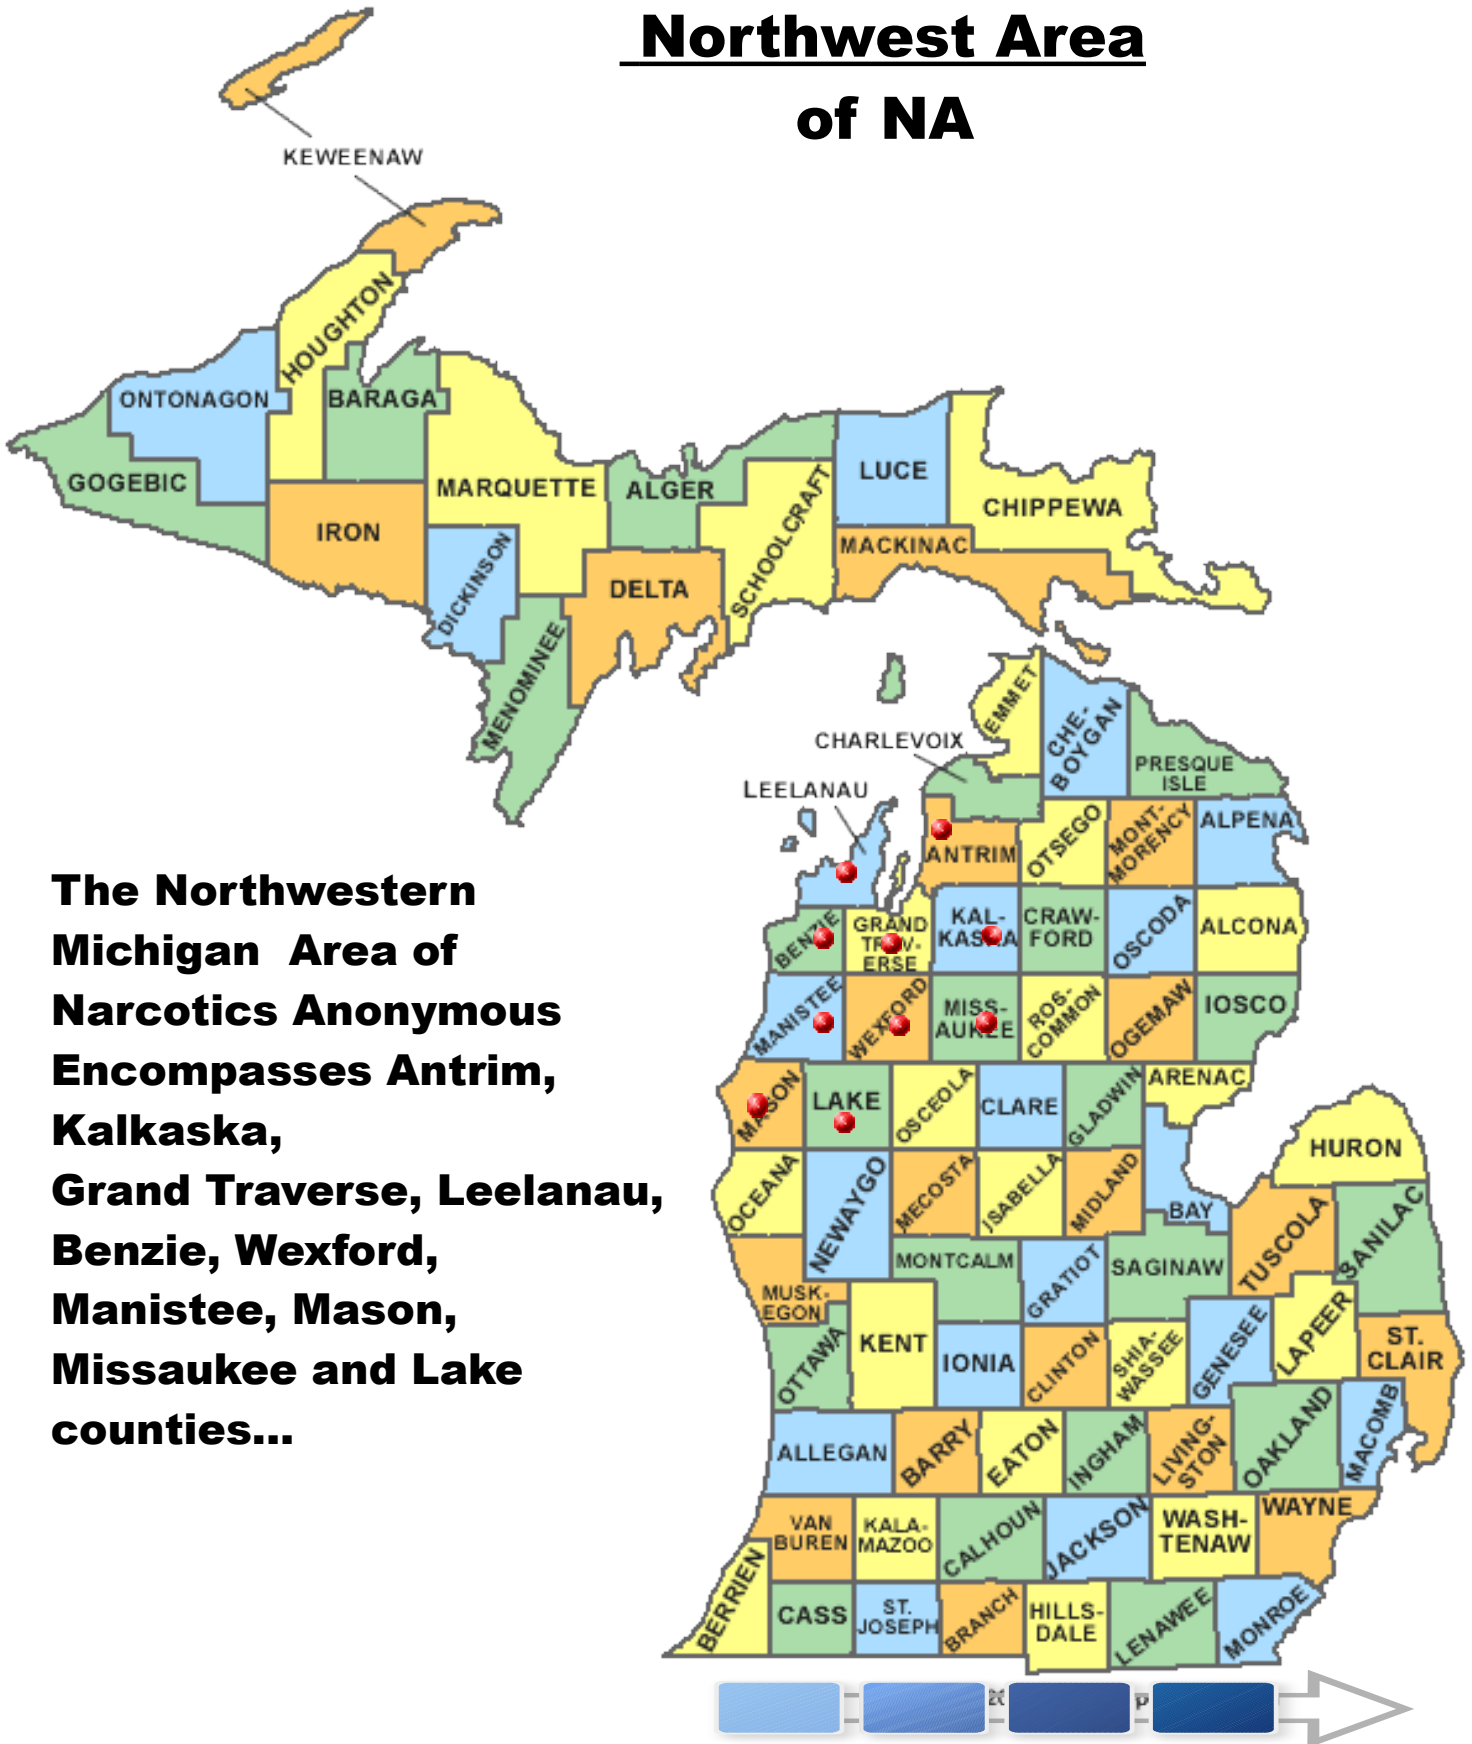 Northwest Area
of NA
KEWEENAW
HOUGHTON
ONTONAGON
BARAGA
GOGEBIC
MARQUETTE
ALGER
LUCE
SCHOOLCRAFT
CHIPPEWA
IRON
MACKINAC
DICKINSON
DELTA
MENOMINEE
EMMET
CHE-
BOYGAN
CHARLEVOIX
PRESQUE
ISLE
LEELANAU
ANTRIM
OTSEGO
MONT-
MORENCY
ALPENA
The Northwestern
Michigan Area of
Narcotics Anonymous
Encompasses Antrim,
Kalkaska,
Grand Traverse, Leelanau,
Benzie, Wexford,
Manistee, Mason,
Missaukee and Lake
counties...
BENZIE
GRAND
TRAV-
ERSE
KAL-
KASKA
CRAW-
FORD
OSCODA
ALCONA
MANISTEE
WEXFORD
MISS-
AUKEE
ROS-
COMMON
OGEMAW
IOSCO
MASON
LAKE
OSCEOLA
CLARE
GLADWIN
ARENAC
HURON
OCEANA
NEWAYGO
MECOSTA
ISABELLA
MIDLAND
BAY
TUSCOLA
SANILAC
MUSK-
EGON
MONTCALM
GRATIOT
SAGINAW
OTTAWA
KENT
IONIA
CLINTON
SHIA-
WASSEE
GENESEE
LAPEER
ST.
CLAIR
ALLEGAN
BARRY
EATON
INGHAM
LIVING-
STON
OAKLAND
MACOMB
VAN
BUREN
KALA-
MAZOO
CALHOUN
JACKSON
WASH-
TENAW
WAYNE
BERRIEN
CASS
ST.
JOSEPH
BRANCH
HILLS-
DALE
LENAWEE
MONROE